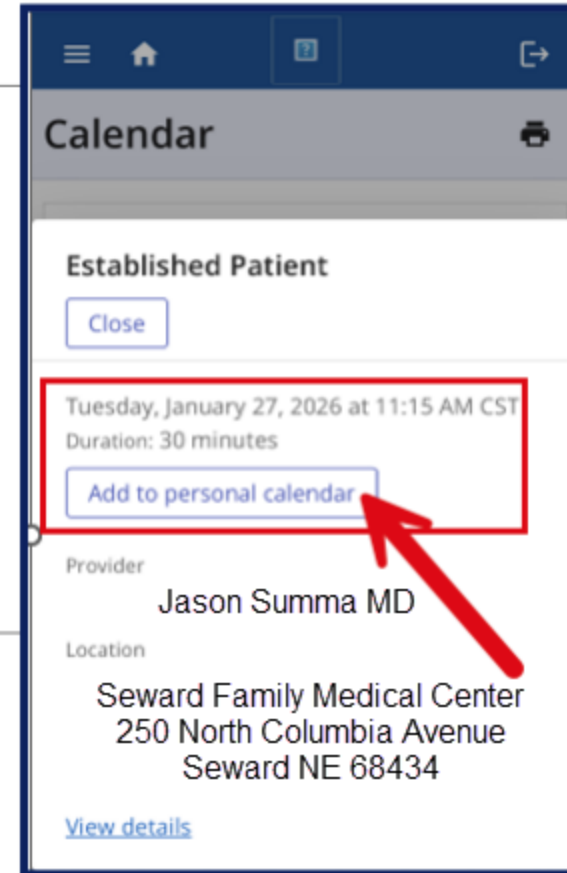 Calendar
Established Patient
Close
Tuesday, January 27, 2026 at 11:15 AM CST
Duration: 30 minutes
Add to personal calendar
Provider
Jason Summa MD
Location
Seward Family Medical Center
250 North Columbia Avenue
Seward NE 68434
View details